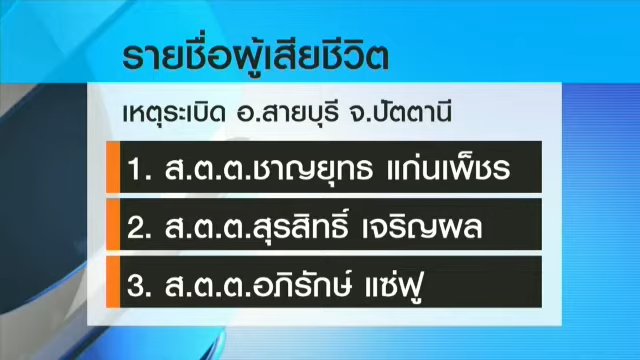 รายชื่อผู้เสียชีวิต
เหตุระเบิด อ.สายบุรี จ.ปัตตานี
1. ส.ต.ต.ชาญยุทธ แก่นเพ็ชร
2. ส.ต.ต.สุรสิทธิ์ เจริญผล
3. ส.ต.ต.อภิรักษ์ แซ่ฟู